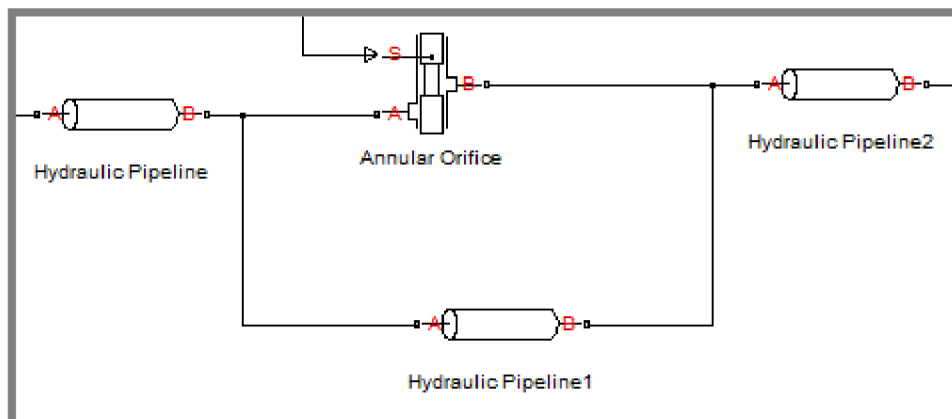 S
B
A
A B
A B
Hydraulic Pipeline
Annular Orifice
Hydraulic Pipeline2
A B
Hydraulic Pipeline1